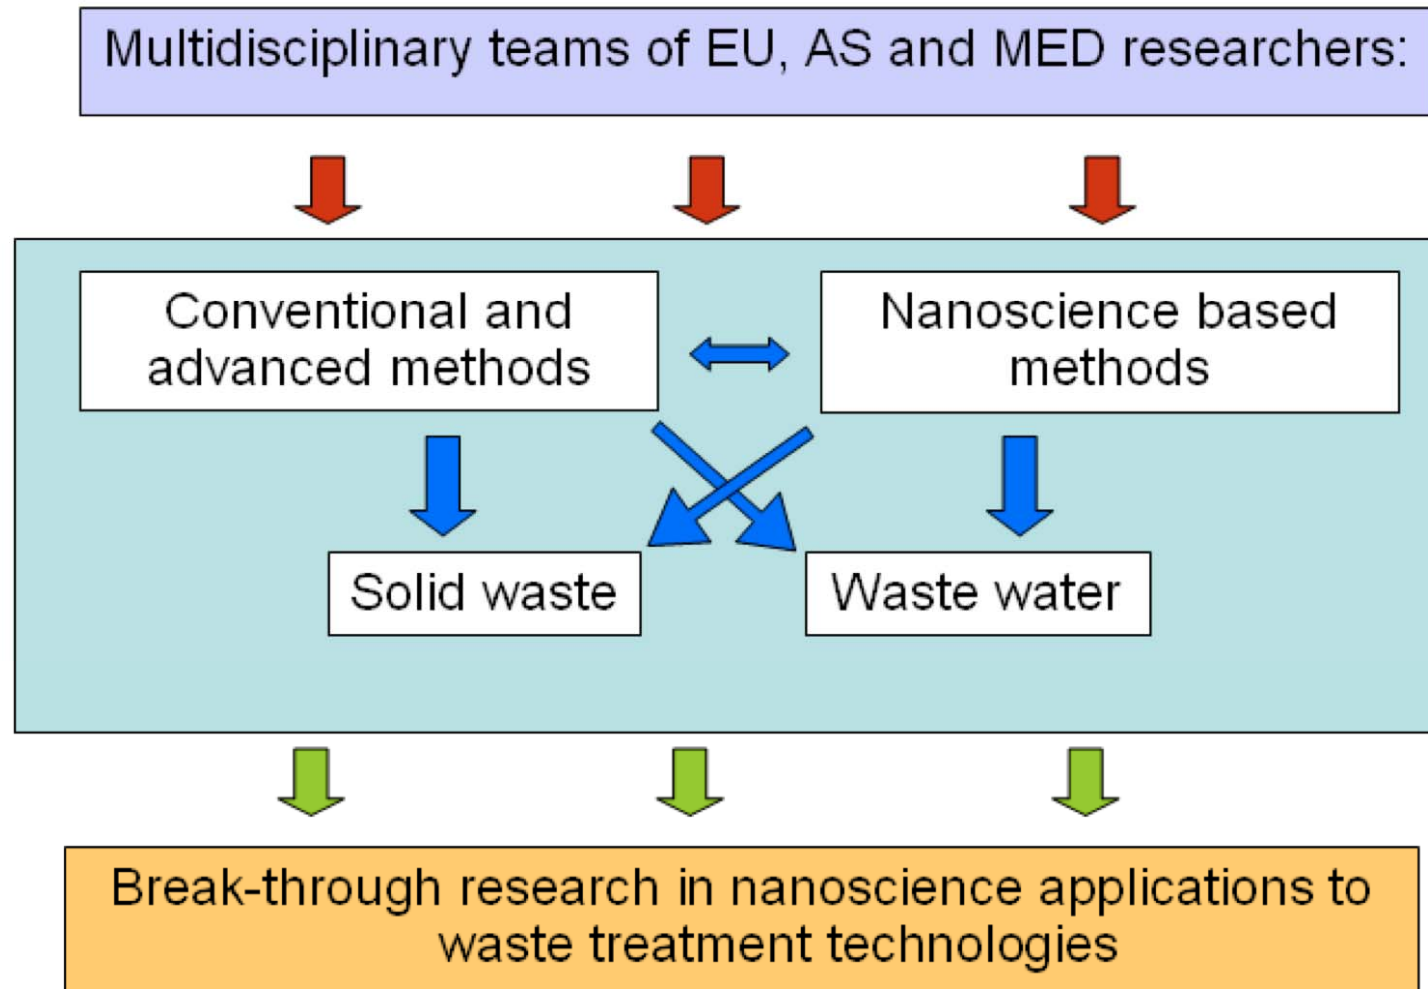 Multidisciplinary teams of EU, AS and MED researchers:
Conventional and
advanced methods
Nanoscience based
methods
Solid waste
Waste water
Break-through research in nanoscience applications to
waste treatment technologies